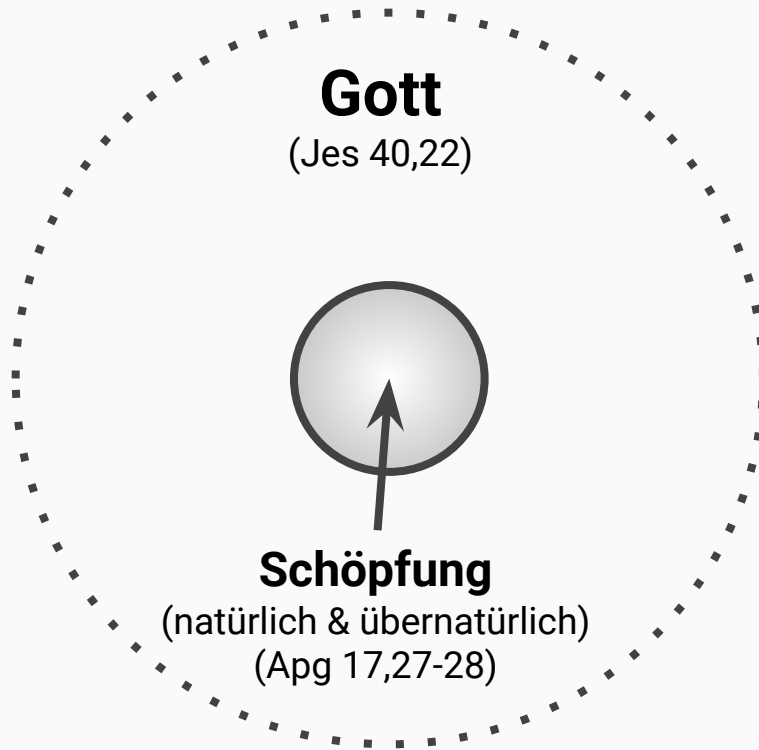 Gott
(Jes 40,22)
Schöpfung
(natürlich & übernatürlich)
(Apg 17,27-28)